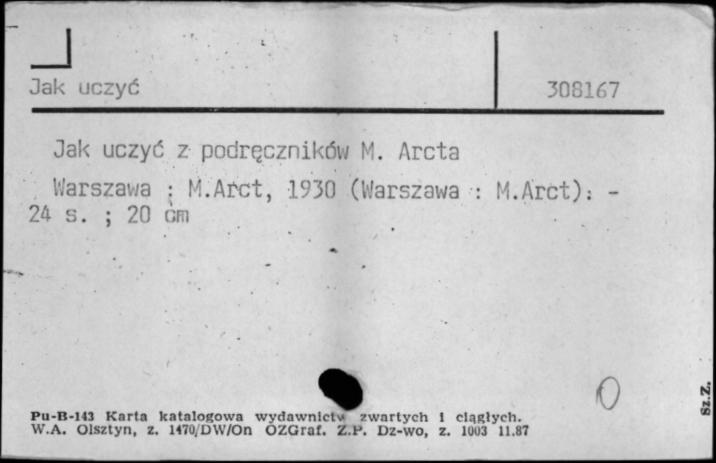 Jak uczyć
308167
Jak uczyć z podręczników M. Arcta
Warszawa : M.Arct, 1930 (Warszawa : M.Arct). -
24 s. ; 20 cm
Pu-B-143 Karta katalogowa wydawnictw zwartych i ciągłych.
W.A. Olsztyn, z. 1470/DW/On OZGraf. Z.P. Dz-wo, z. 1003 11.87
Sz.Z.
0